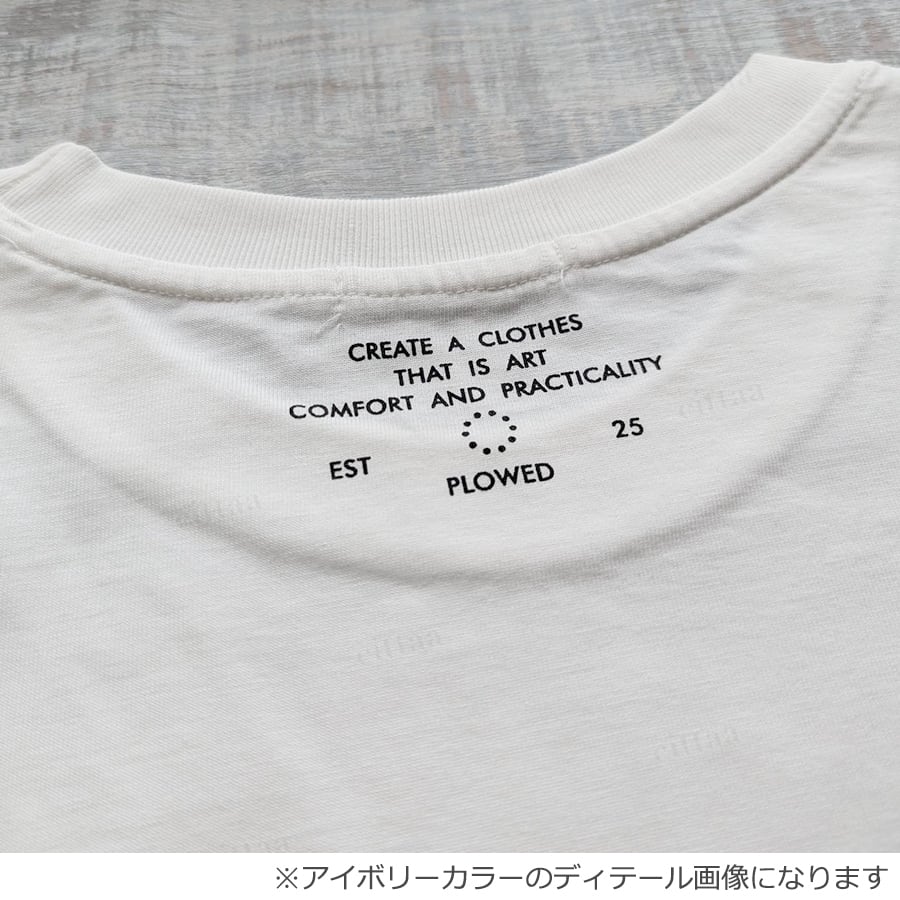 CREATE A CLOTHES
THAT IS ART
COMFORT AND PRACTICALITY
EST 25
PLOWED
※アイボリーカラーのディテール画像になります